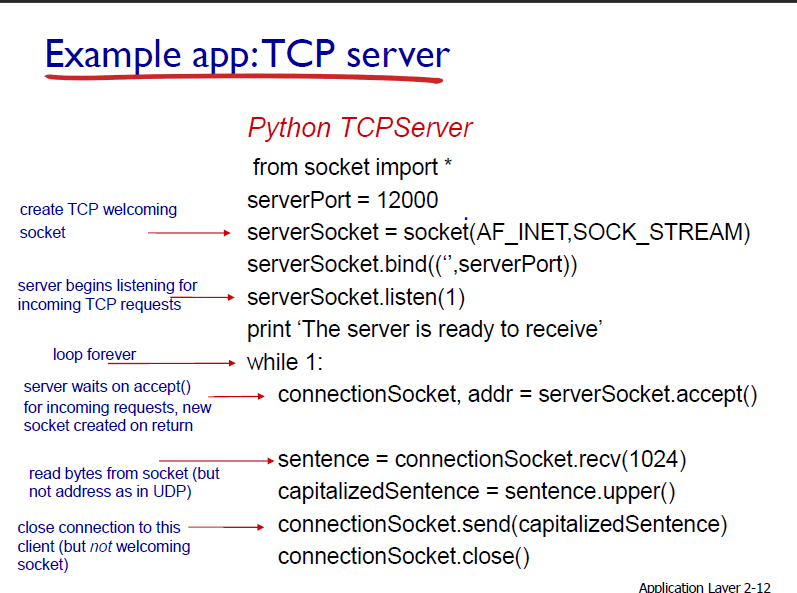 Example app: TCP server
Python TCPServer
from socket import *
serverPort = 12000
create TCP welcoming
socket
serverSocket = socket(AF_INET,SOCK_STREAM)
serverSocket.bind((‘’,serverPort))
server begins listening for
incoming TCP requests
serverSocket.listen(1)
print ‘The server is ready to receive’
loop forever
while 1:
server waits on accept()
for incoming requests, new
socket created on return
connectionSocket, addr = serverSocket.accept()
read bytes from socket (but
not address as in UDP)
sentence = connectionSocket.recv(1024)
capitalizedSentence = sentence.upper()
close connection to this
client (but not welcoming
socket)
connectionSocket.send(capitalizedSentence)
connectionSocket.close()
Application Layer 2-12